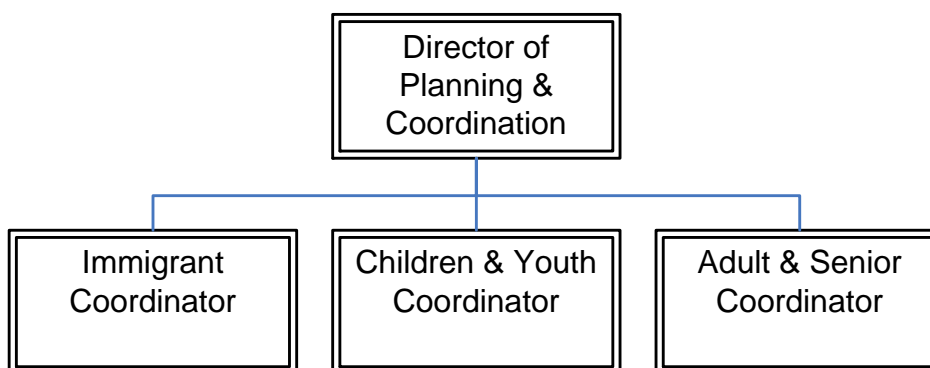 Director of
Planning &
Coordination
Immigrant
Coordinator
Children & Youth
Coordinator
Adult & Senior
Coordinator